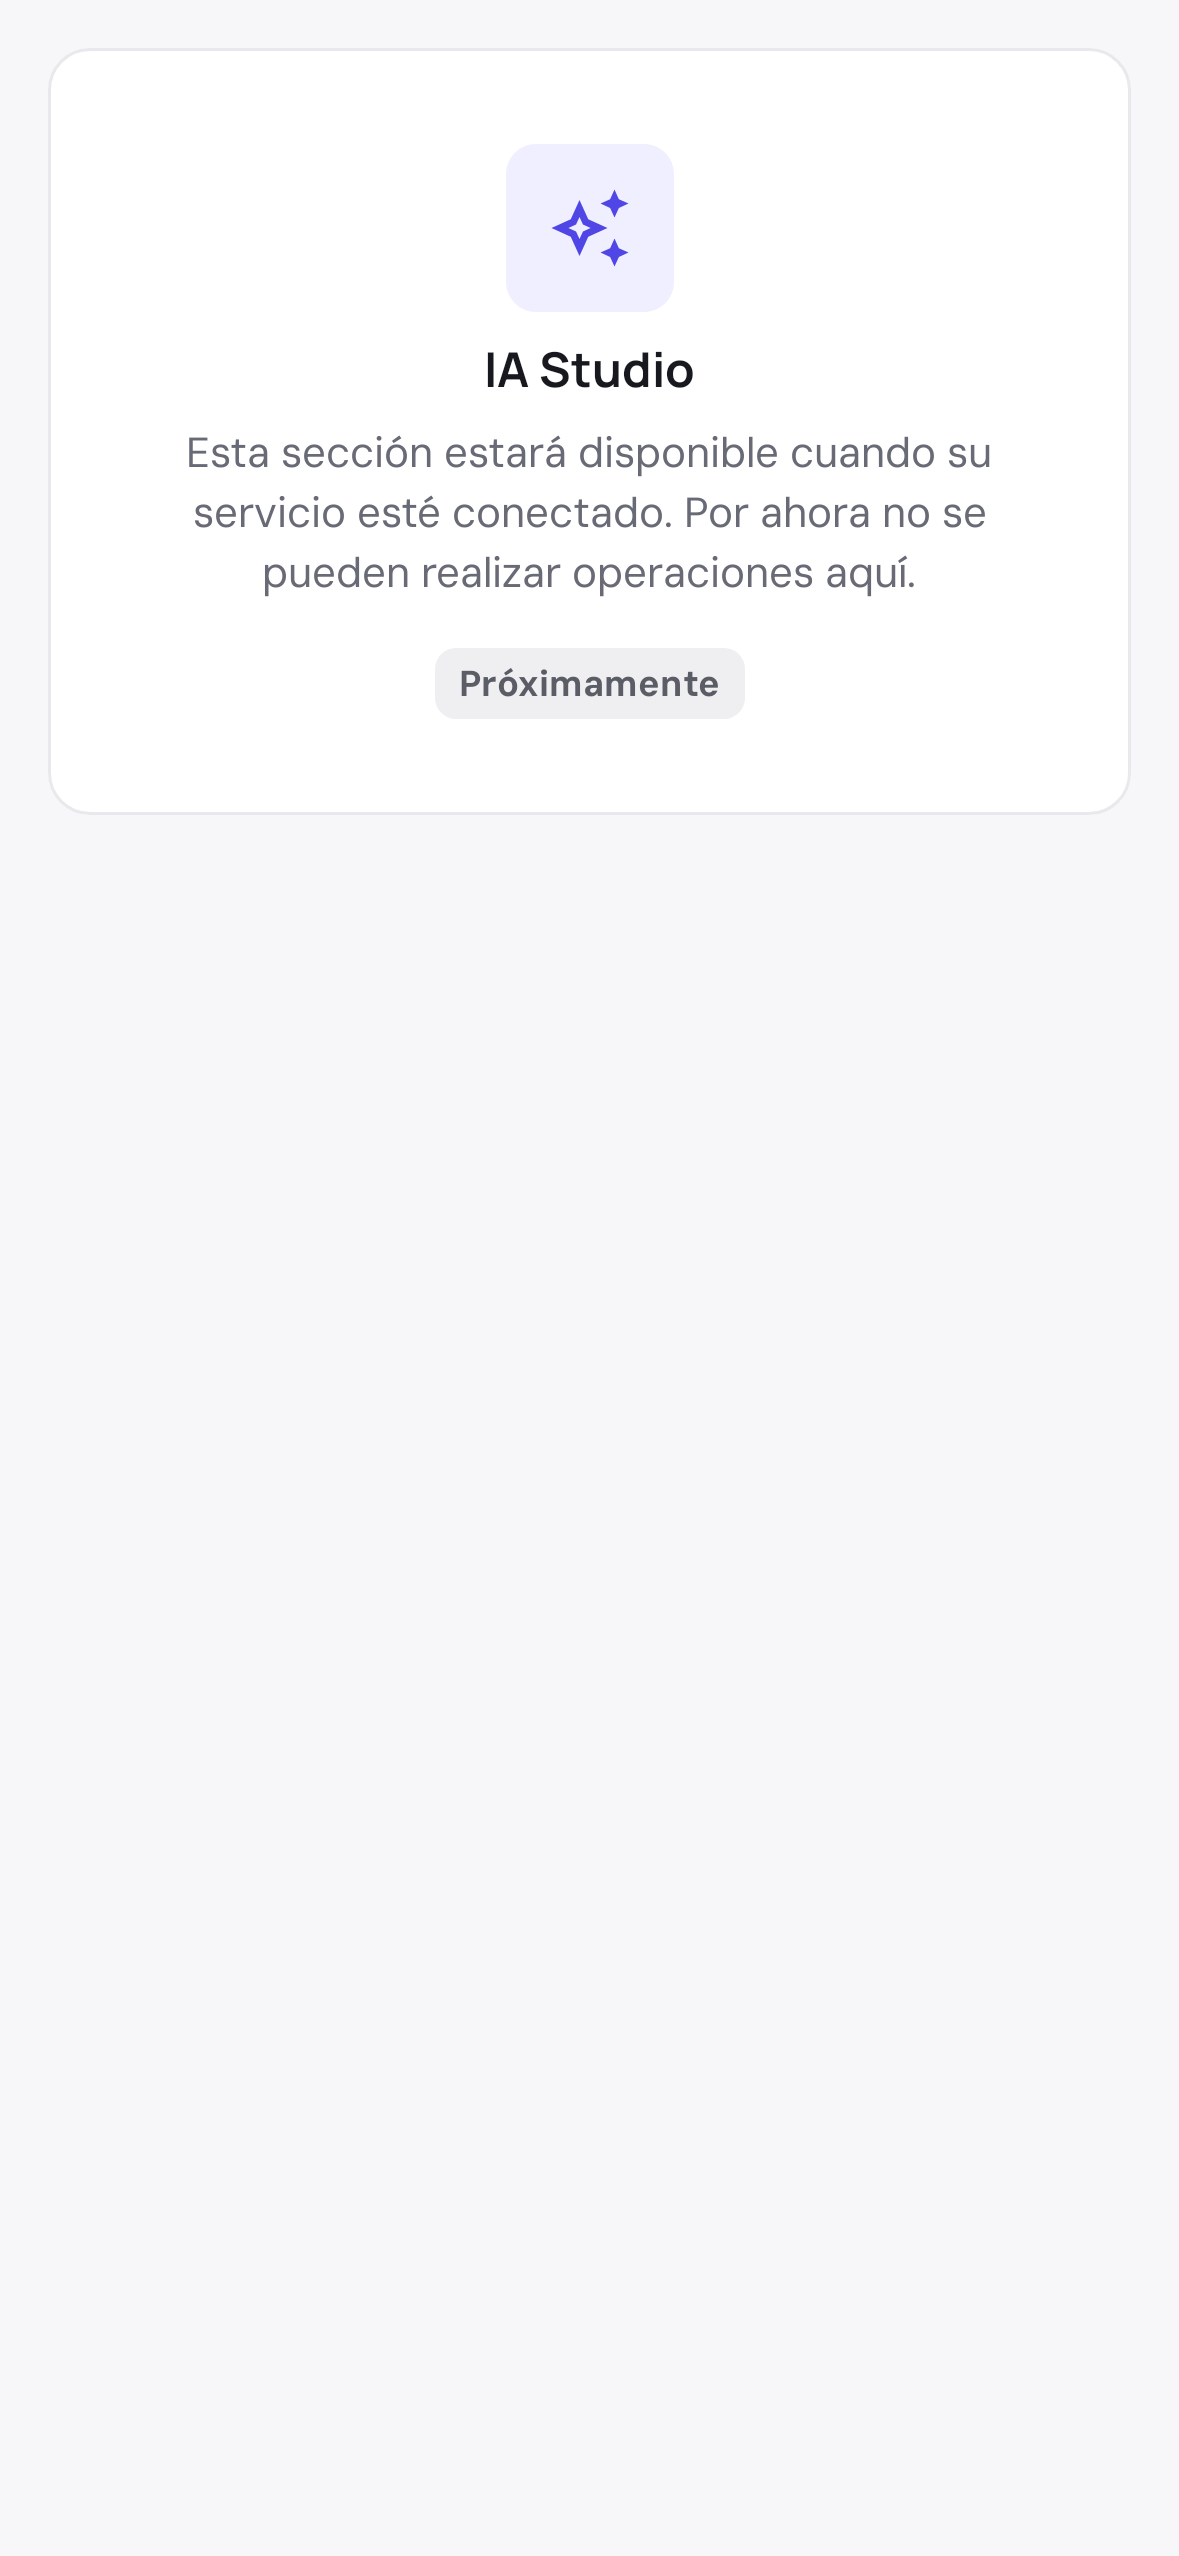 IA Studio
Esta sección estará disponible cuando su
servicio esté conectado. Por ahora no se
pueden realizar operaciones aquí.
Próximamente